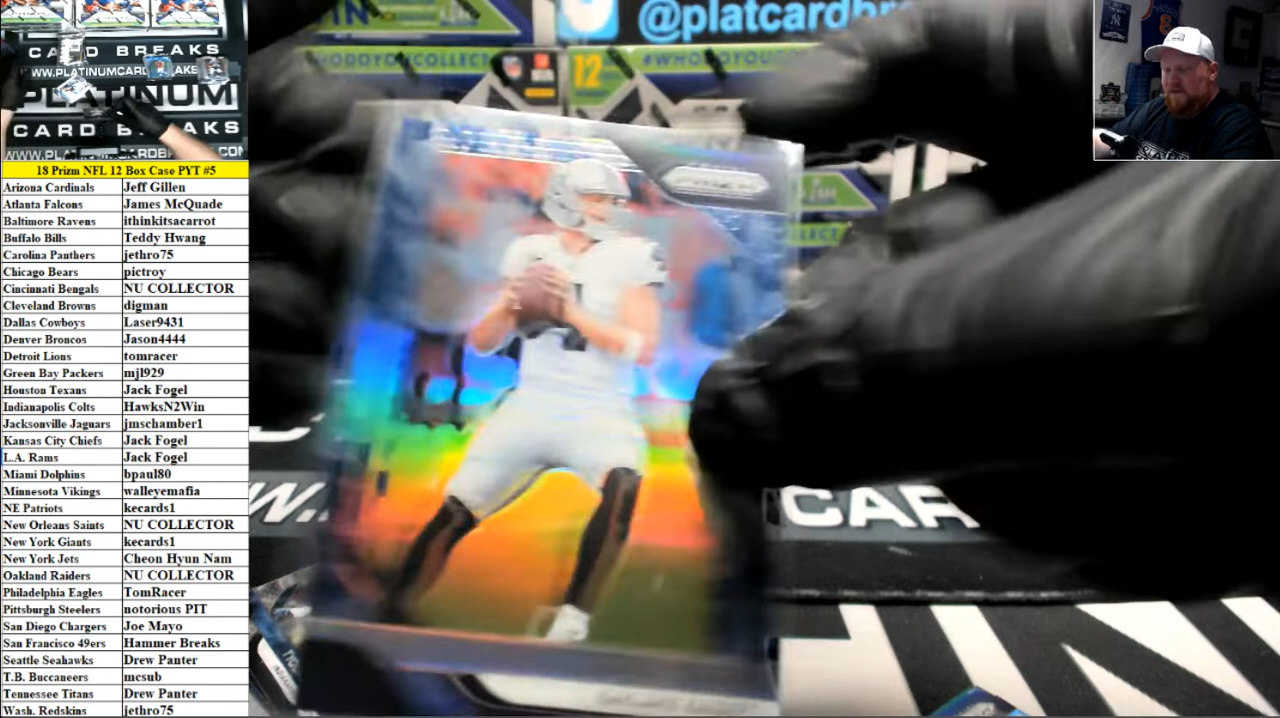 CARD BREAKS
PLATINUM
CARD BREAKS
@platcardbr
12
18 Prizm NFL 12 Box Case PYT #5
Arizona Cardinals Jeff Gillen
Atlanta Falcons James McQuade
Baltimore Ravens ithinkitsacarrot
Buffalo Bills Teddy Hwang
Carolina Panthers jethro75
Chicago Bears pictroy
Cincinnati Bengals NU COLLECTOR
Cleveland Browns digman
Dallas Cowboys Laser9431
Denver Broncos Jason4444
Detroit Lions tomracer
Green Bay Packers mjl929
Houston Texans Jack Fogel
Indianapolis Colts HawksN2Win
Jacksonville Jaguars jmschamber1
Kansas City Chiefs Jack Fogel
L.A. Rams Jack Fogel
Miami Dolphins bpaul80
Minnesota Vikings walleyemafia
NE Patriots kecards1
New Orleans Saints NU COLLECTOR
New York Giants kecards1
New York Jets Cheon Hyun Nam
Oakland Raiders NU COLLECTOR
Philadelphia Eagles TomRacer
Pittsburgh Steelers notorious PIT
San Diego Chargers Joe Mayo
San Francisco 49ers Hammer Breaks
Seattle Seahawks Drew Panter
T.B. Buccaneers mcsub
Tennessee Titans Drew Panter
Wash. Redskins jethro75
CAR